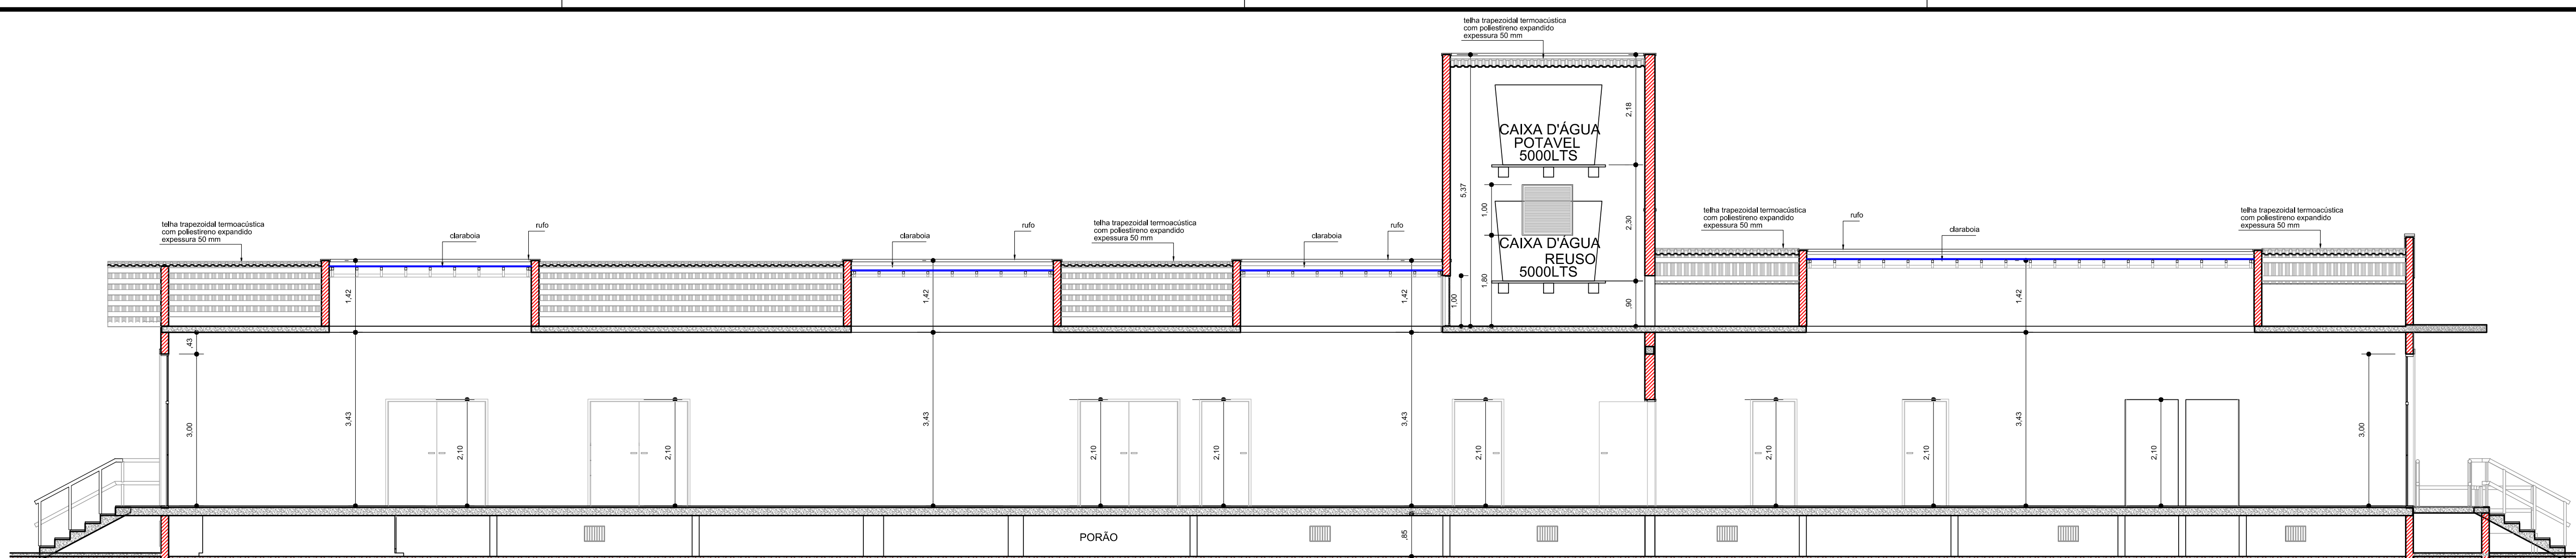 telha trapezoidal termoacústica
com poliestireno expandido
expessura 50 mm
CAIXA D'ÁGUA
POTAVEL
5000LTS
2,18
5,37
1,00
2,30
CAIXA D'ÁGUA
REUSO
5000LTS
1,80
1,00
,90
telha trapezoidal termoacústica
com poliestireno expandido
expessura 50 mm
claraboia
rufo
claraboia
rufo
telha trapezoidal termoacústica
com poliestireno expandido
expessura 50 mm
claraboia
rufo
telha trapezoidal termoacústica
com poliestireno expandido
expessura 50 mm
rufo
claraboia
telha trapezoidal termoacústica
com poliestireno expandido
expessura 50 mm
1,42
1,42
1,42
1,42
,43
3,00
3,43
2,10
2,10
3,43
2,10
2,10
3,43
2,10
2,10
2,10
3,43
2,10
3,00
PORÃO
,85